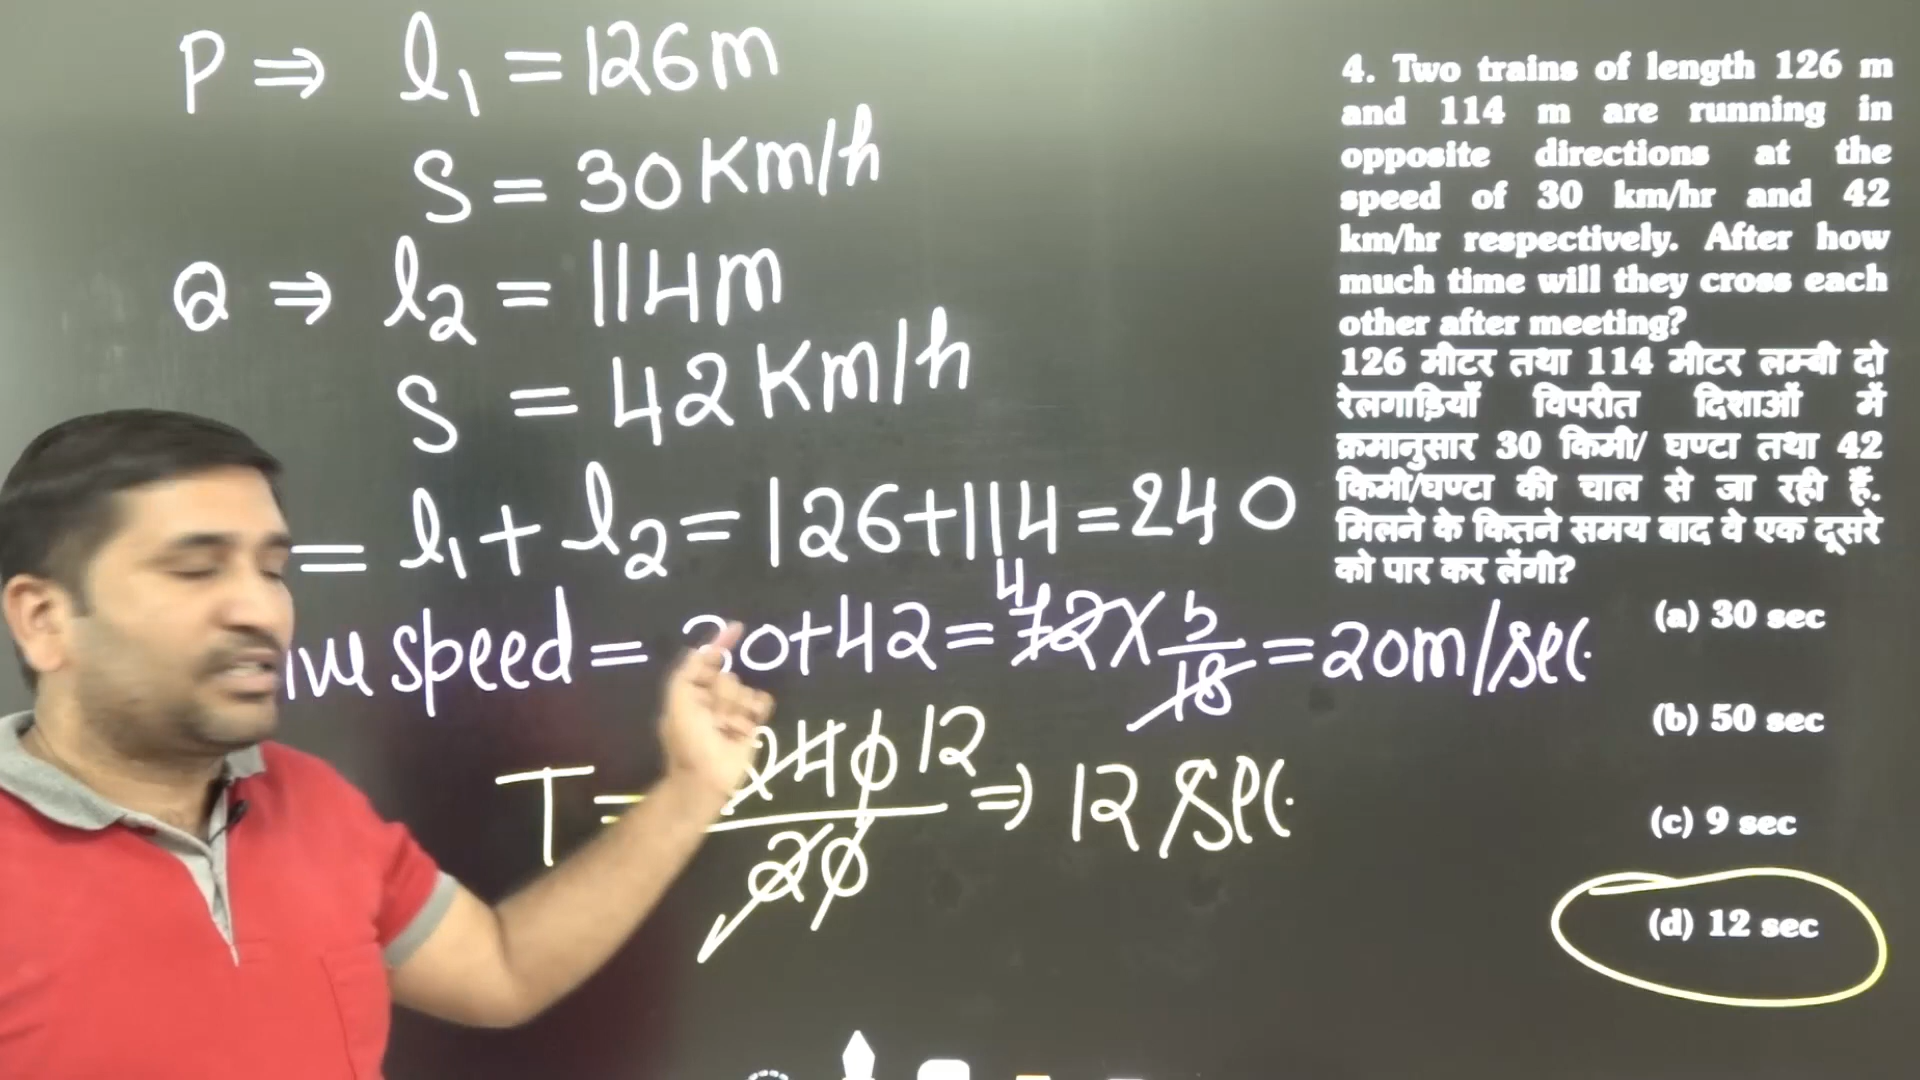 P ⇒ l₁ = 126m
S = 30 Km/h
Q ⇒ l₂ = 114m
S = 42 Km/h
= l₁ + l₂ = 126+114 = 240
speed = 30+42 = 4 72 × 5/18 = 20m/sec.
T = 240/20 12 ⇒ 12 sec.
4. Two trains of length 126 m
and 114 m are running in
opposite directions at the
speed of 30 km/hr and 42
km/hr respectively. After how
much time will they cross each
other after meeting?
126 मीटर तथा 114 मीटर लम्बी दो
रेलगाड़ियाँ विपरीत दिशाओं में
क्रमानुसार 30 किमी/ घण्टा तथा 42
किमी/घण्टा की चाल से जा रही हैं.
मिलने के कितने समय बाद वे एक दूसरे
को पार कर लेंगी?
(a) 30 sec
(b) 50 sec
(c) 9 sec
(d) 12 sec